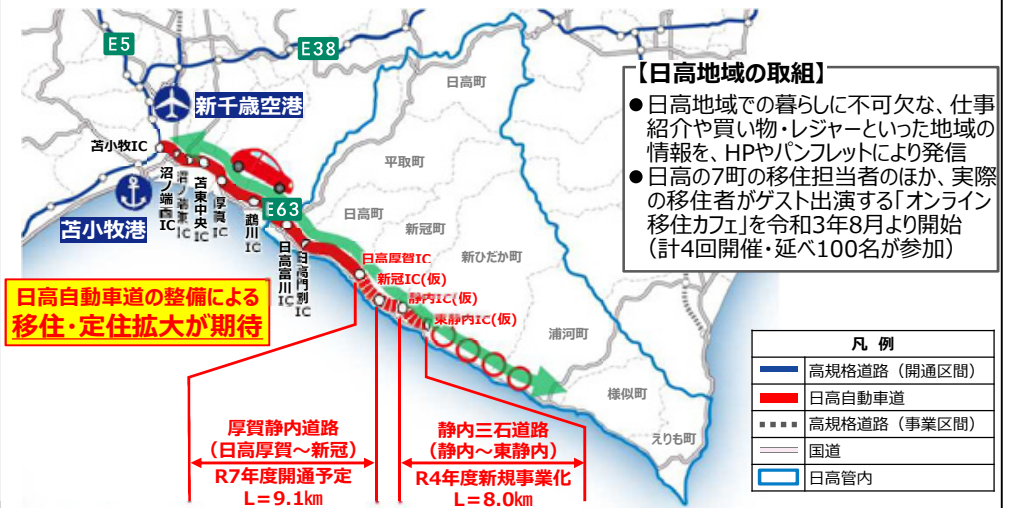 E5
E38
日高町
新千歳空港
苫小牧IC
平取町
沼ノ端西IC
沼ノ端東IC
苫東中央IC
厚真IC
鵡川IC
E63
苫小牧港
日高町
日高富川IC
日高門別IC
新冠町
新ひだか町
日高厚賀IC
新冠IC(仮)
静内IC(仮)
東静内IC(仮)
浦河町
様似町
えりも町
日高自動車道の整備による
移住・定住拡大が期待
厚賀静内道路
(日高厚賀～新冠)
R7年度開通予定
L=9.1km
静内三石道路
(静内～東静内)
R4年度新規事業化
L=8.0km
【日高地域の取組】
●日高地域での暮らしに不可欠な、仕事
紹介や買い物・レジャーといった地域の
情報を、HPやパンフレットにより発信
●日高の7町の移住担当者のほか、実際
の移住者がゲスト出演する「オンライン
移住カフェ」を令和3年8月より開始
(計4回開催・延べ100名が参加)
凡 例
高規格道路（開通区間）
日高自動車道
高規格道路（事業区間）
国道
日高管内